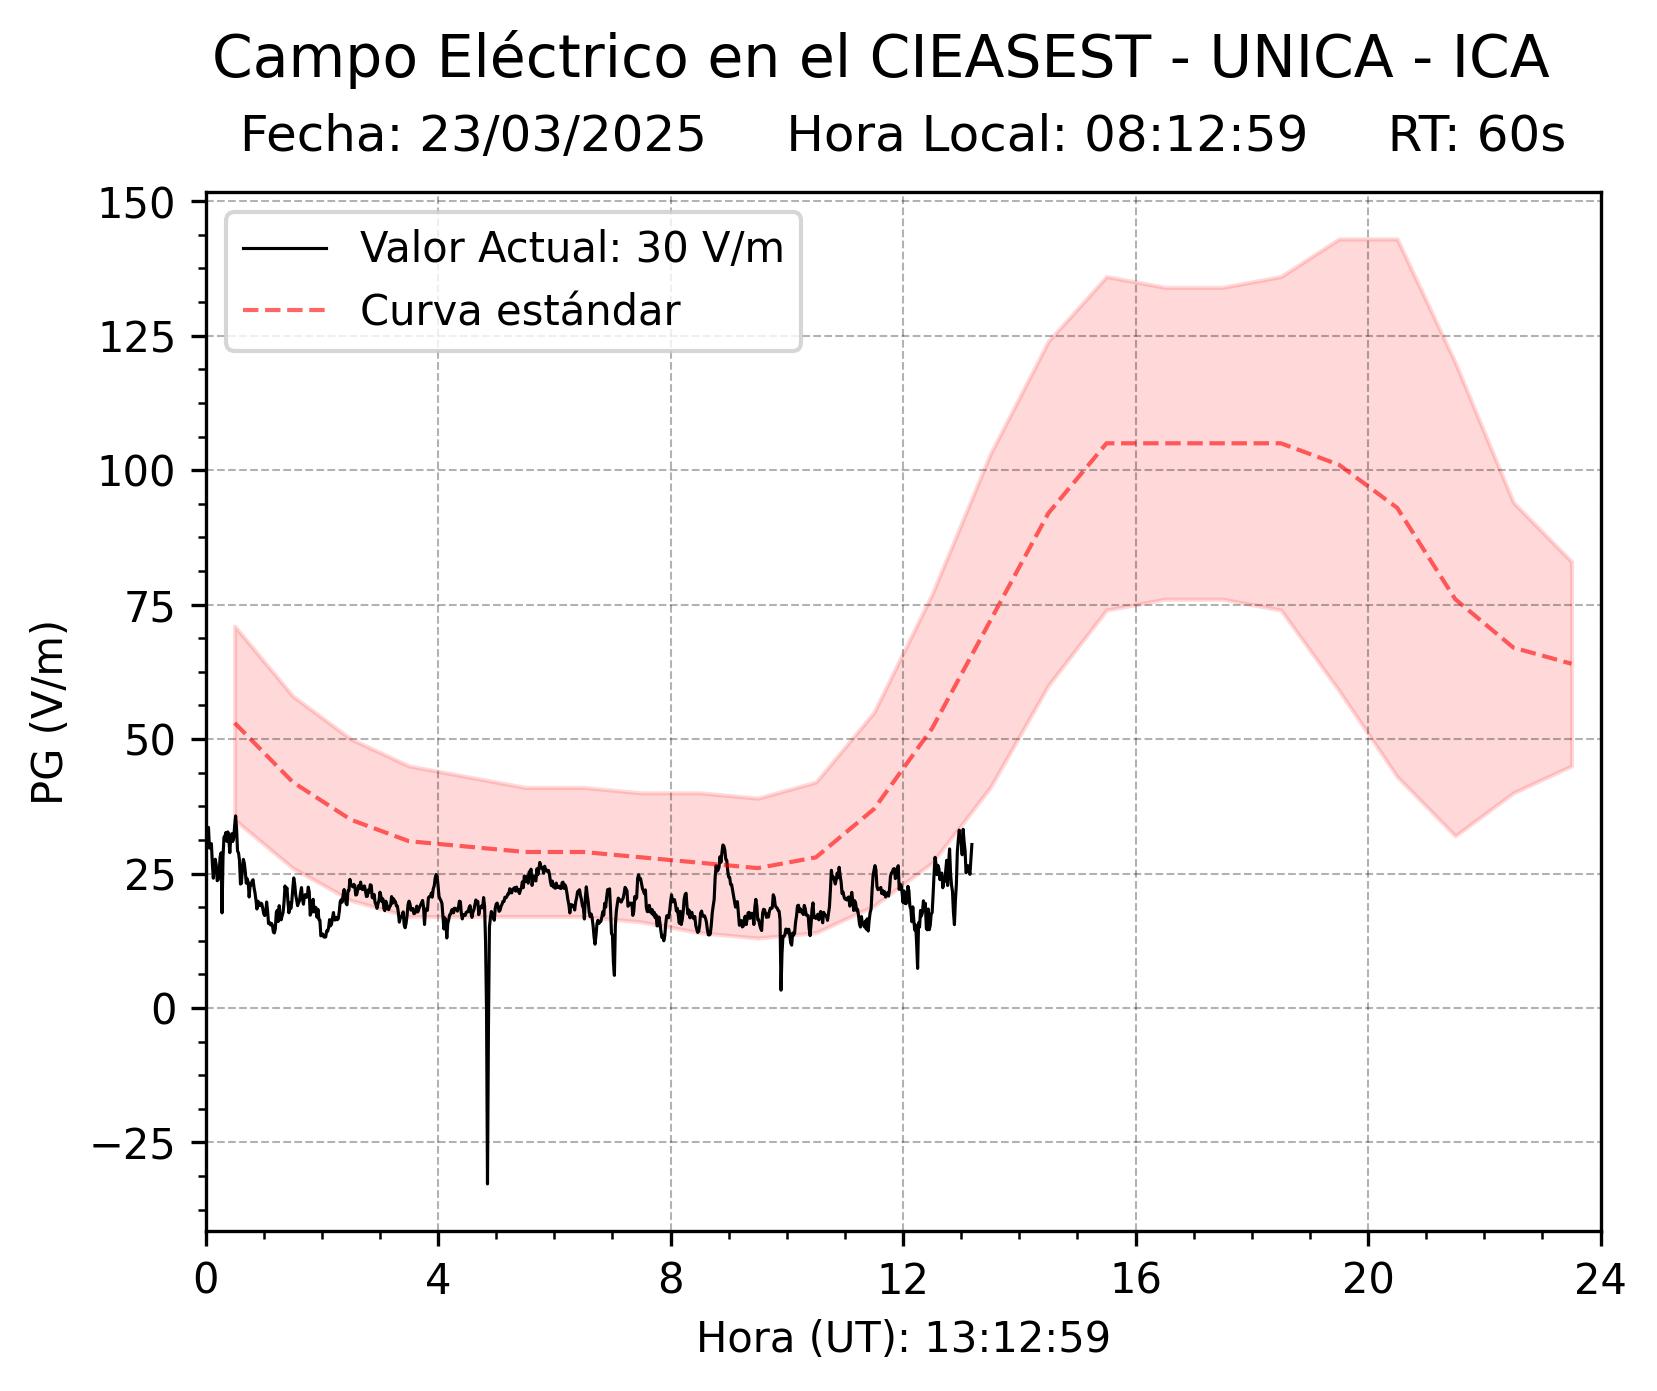 Campo Eléctrico en el CIEASEST - UNICA - ICA
Fecha: 23/03/2025 Hora Local: 08:12:59 RT: 60s
Valor Actual: 30 V/m
Curva estándar
PG (V/m)
150
125
100
75
50
25
0
−25
0 4 8 12 16 20 24
Hora (UT): 13:12:59